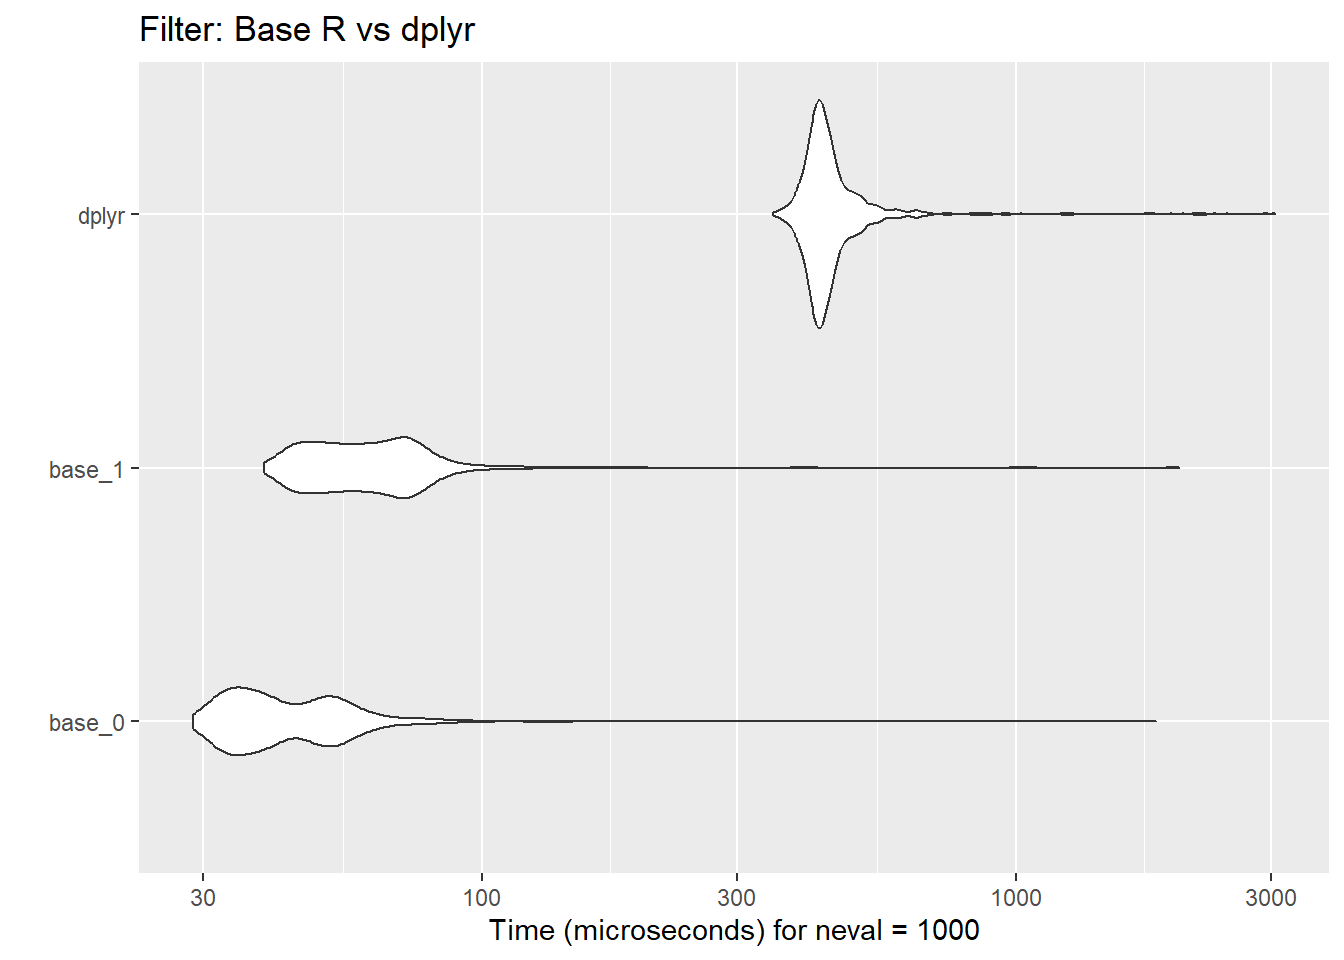 Filter: Base R vs dplyr
dplyr
base_1
base_0
30 100 300 1000 3000
Time (microseconds) for neval = 1000